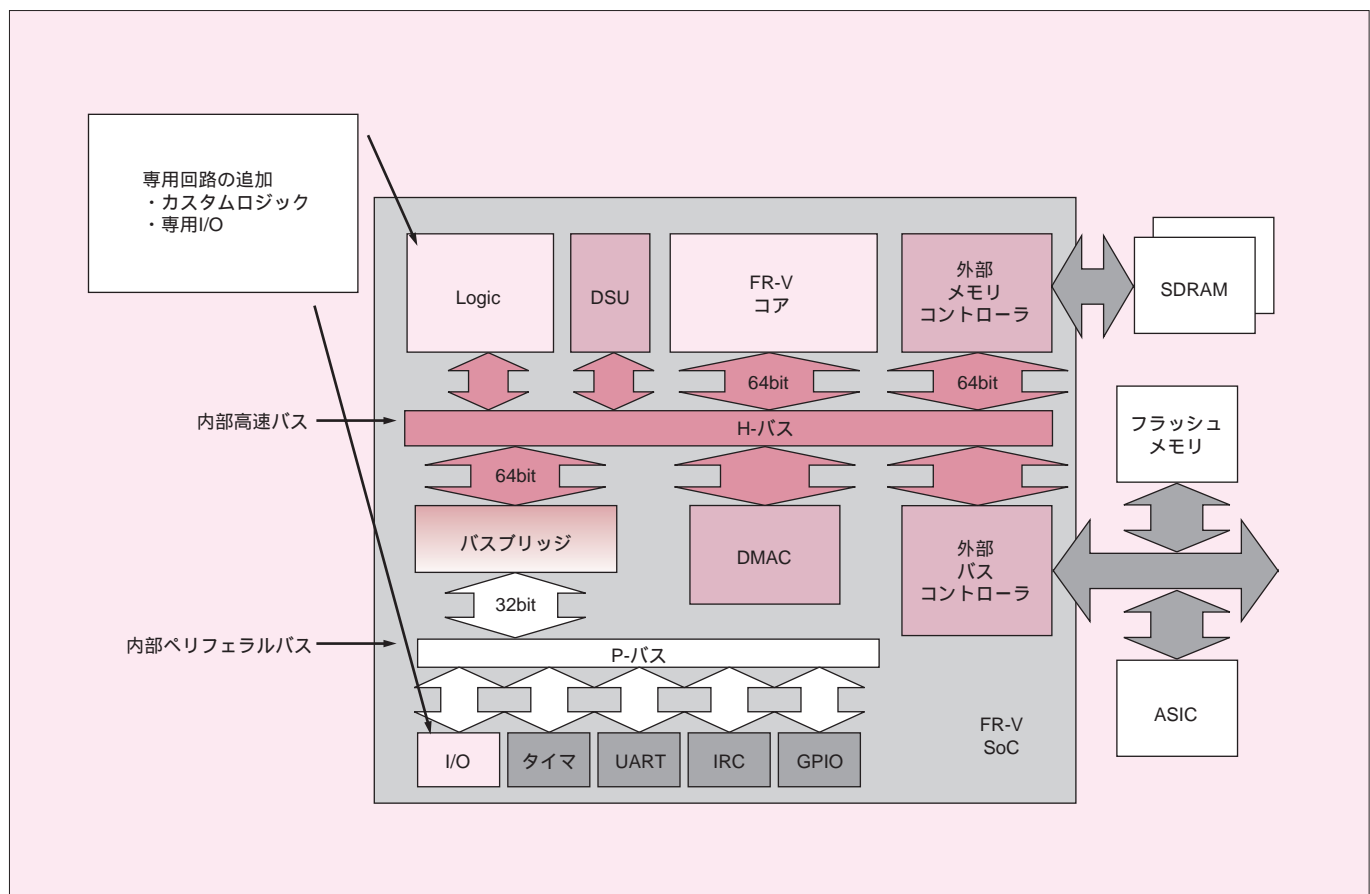 専用回路の追加
・カスタムロジック
・専用I/O
Logic
DSU
FR-V
コア
外部
メモリ
コントローラ
SDRAM
64bit
64bit
内部高速バス
H-バス
フラッシュ
メモリ
64bit
バスブリッジ
DMAC
外部
バス
コントローラ
32bit
内部ペリフェラルバス
P-バス
I/O
タイマ
UART
IRC
GPIO
FR-V
SoC
ASIC